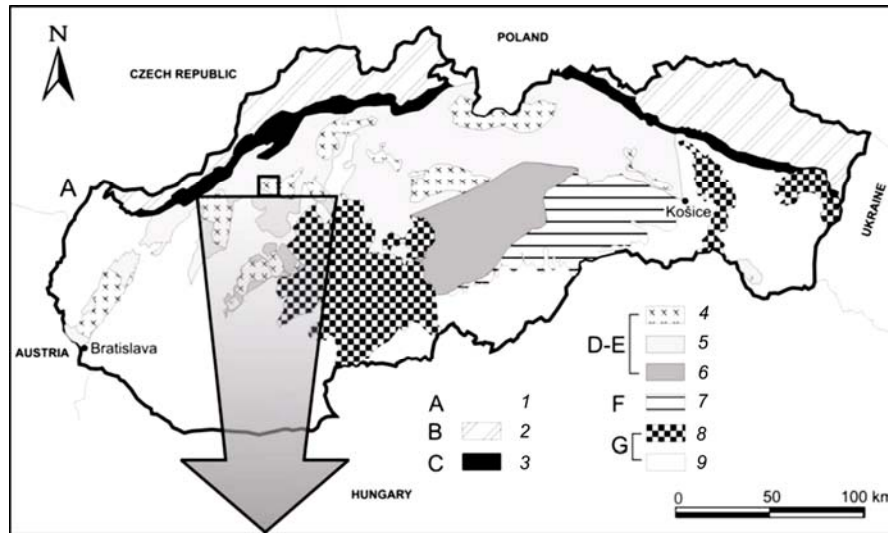 N
POLAND
CZECH REPUBLIC
A
Košice
UKRAINE
AUSTRIA
Bratislava
HUNGARY
4
D-E 5
6
A 1 F 7
B 2 8
G
C 3 9
0 50 100 km